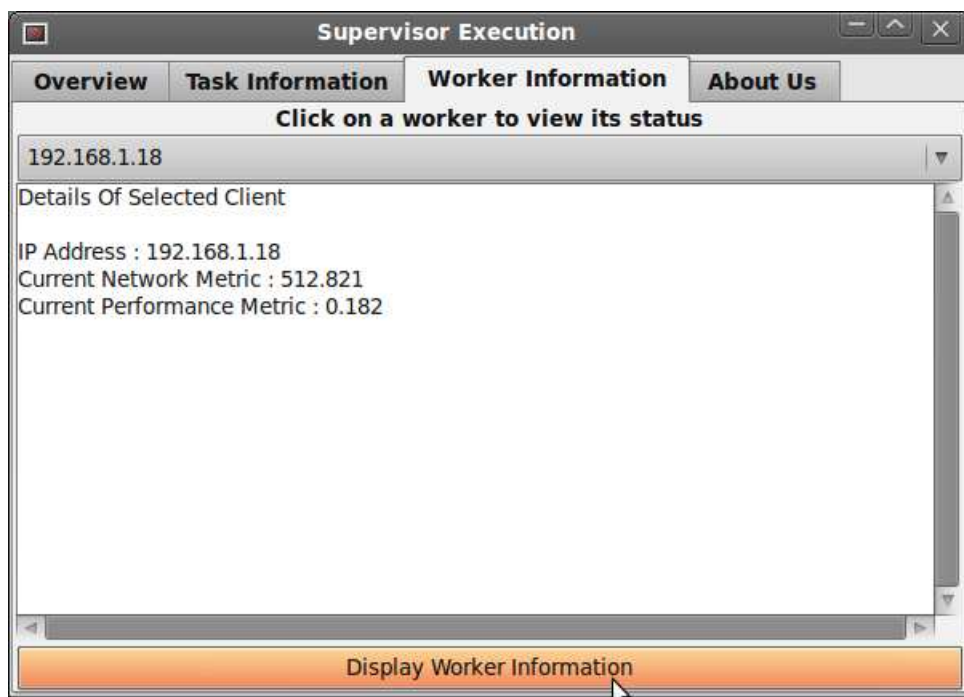 Supervisor Execution
Overview Task Information Worker Information About Us
Click on a worker to view its status
192.168.1.18
Details Of Selected Client
IP Address : 192.168.1.18
Current Network Metric : 512.821
Current Performance Metric : 0.182
Display Worker Information